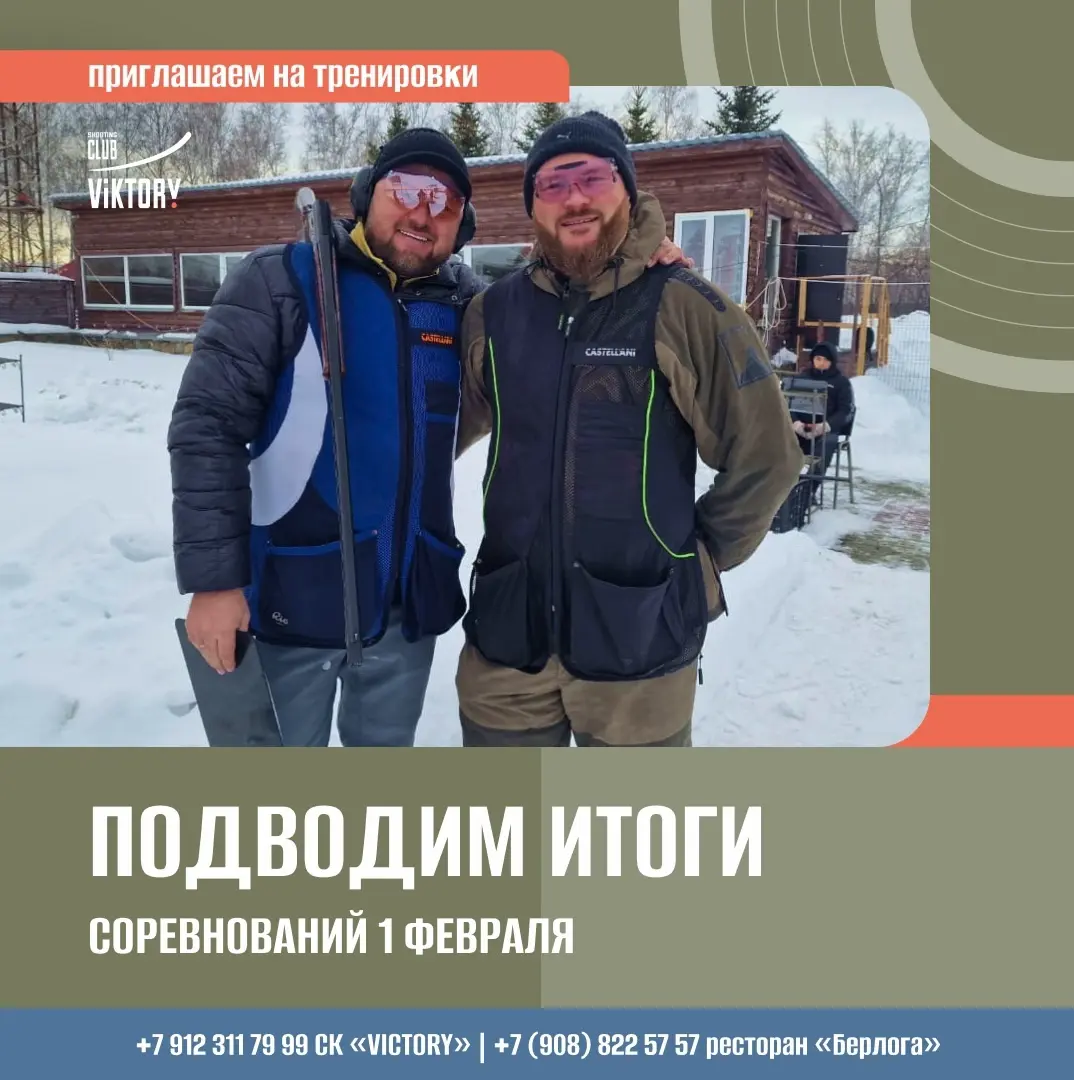 приглашаем на тренировки
SHOOTING
CLUB
ViKTORY!
CASTELLANI
CASTELLANI
ПОДВОДИМ ИТОГИ
СОРЕВНОВАНИЙ 1 ФЕВРАЛЯ
+7 912 311 79 99 СК «VICTORY» | +7 (908) 822 57 57 ресторан «Берлога»